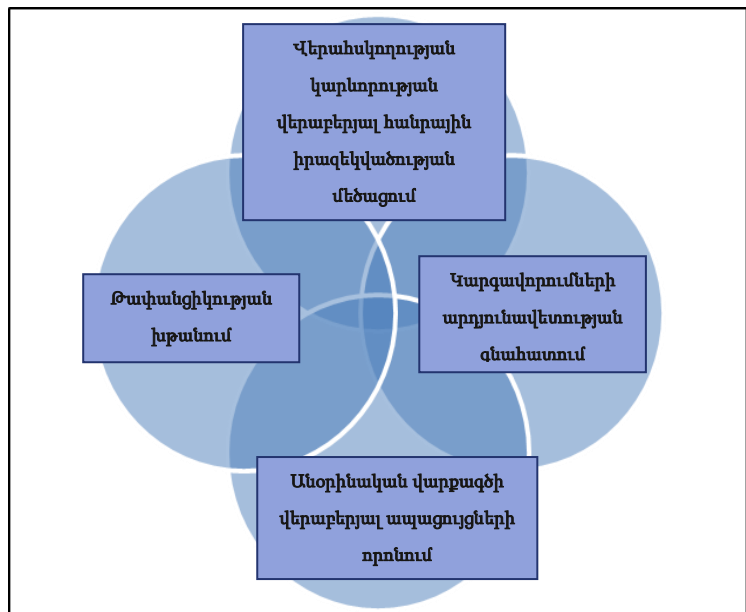 Վերահսկողության
կարևորության
վերաբերյալ հանրային
իրազեկվածության
մեծացում
Թափանցիկության
խթանում
Կարգավորումների
արդյունավետության
գնահատում
Անօրինական վարքագծի
վերաբերյալ ապացույցների
որոնում